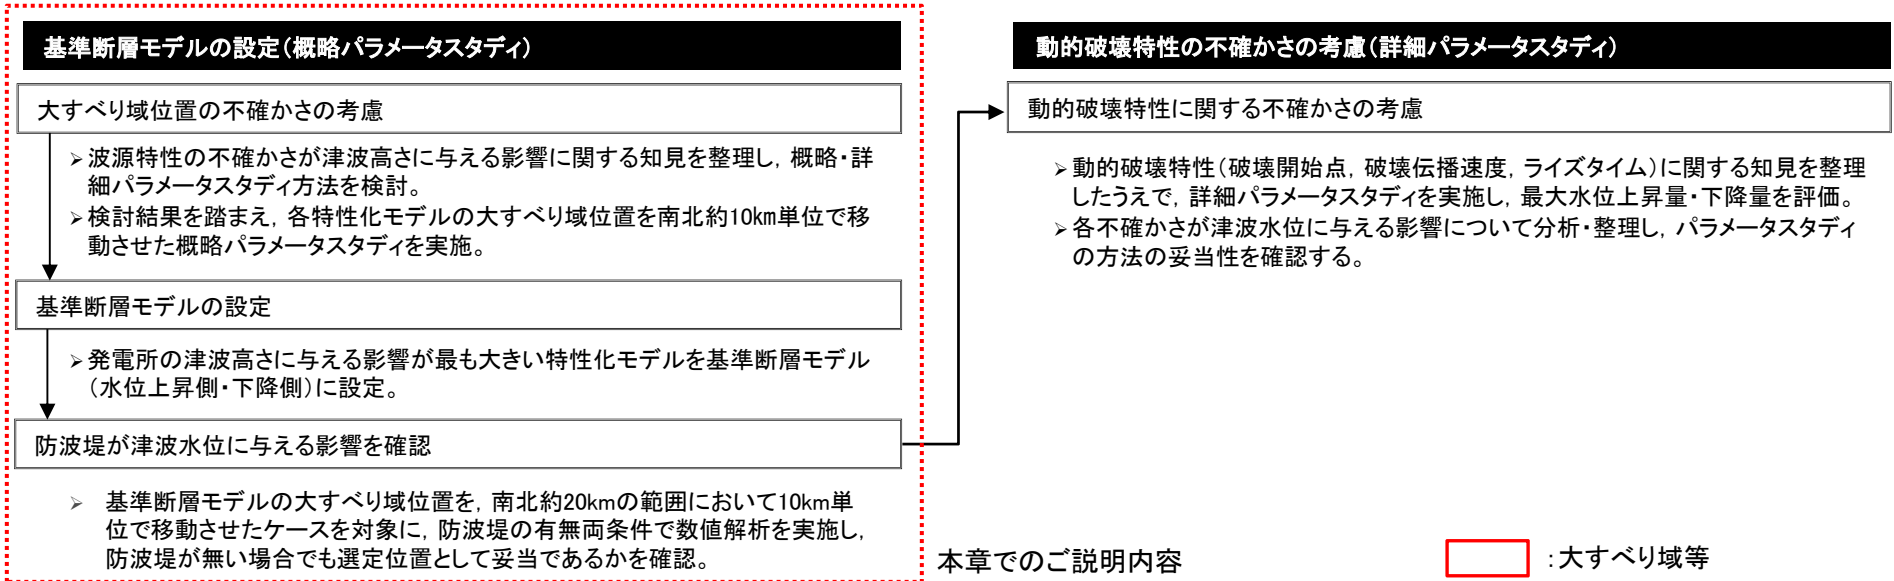 基準断層モデルの設定(概略パラメータスタディ)
大すべり域位置の不確かさの考慮
➢波源特性の不確かさが津波高さに与える影響に関する知見を整理し，概略・詳
細パラメータスタディ方法を検討。
➢検討結果を踏まえ，各特性化モデルの大すべり域位置を南北約10km単位で移
動させた概略パラメータスタディを実施。
基準断層モデルの設定
➢発電所の津波高さに与える影響が最も大きい特性化モデルを基準断層モデル
(水位上昇側・下降側)に設定。
防波堤が津波水位に与える影響を確認
➢ 基準断層モデルの大すべり域位置を，南北約20kmの範囲において10km単
位で移動させたケースを対象に，防波堤の有無両条件で数値解析を実施し，
防波堤が無い場合でも選定位置として妥当であるかを確認。
動的破壊特性の不確かさの考慮(詳細パラメータスタディ)
動的破壊特性に関する不確かさの考慮
➢動的破壊特性(破壊開始点，破壊伝播速度，ライズタイム)に関する知見を整理
したうえで，詳細パラメータスタディを実施し，最大水位上昇量・下降量を評価。
➢各不確かさが津波水位に与える影響について分析・整理し，パラメータスタディ
の方法の妥当性を確認する。
本章でのご説明内容
：大すべり域等